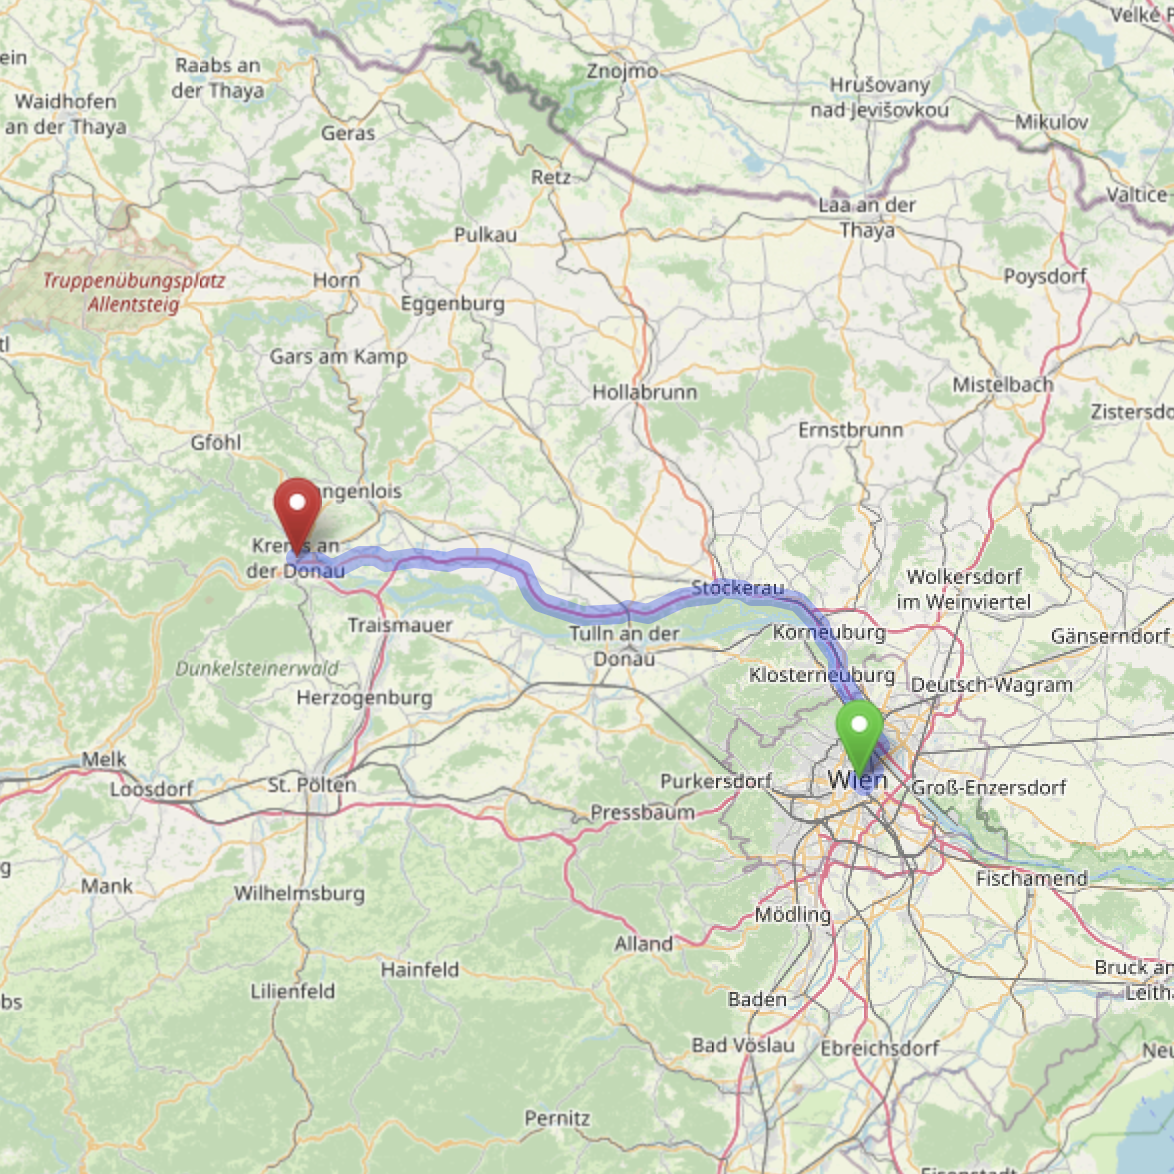 Velké P
ein
Raabs an
der Thaya
Znojmo
Hrušovany
nad Jevišovkou
Waidhofen
an der Thaya
Geras
Mikulov
Retz
Valtice
Laa an der
Thaya
Pulkau
Truppenübungsplatz
Allentsteig
Horn
Eggenburg
Poysdorf
tl
Gars am Kamp
Hollabrunn
Mistelbach
Zistersdo
Gföhl
Ernstbrunn
ngenlois
Krems an
der Donau
Stockerau
Wolkersdorf
im Weinviertel
Traismauer
Tulln an der
Donau
Korneuburg
Gänserndorf
Dunkelsteinerwald
Klosterneuburg
Deutsch-Wagram
Herzogenburg
Melk
Loosdorf
St. Pölten
Purkersdorf
Wien
Groß-Enzersdorf
Pressbaum
g
Mank
Wilhelmsburg
Fischamend
Mödling
Alland
Hainfeld
Bruck an
Leith
bs
Lilienfeld
Baden
Bad Vöslau
Ebreichsdorf
Neu
Pernitz